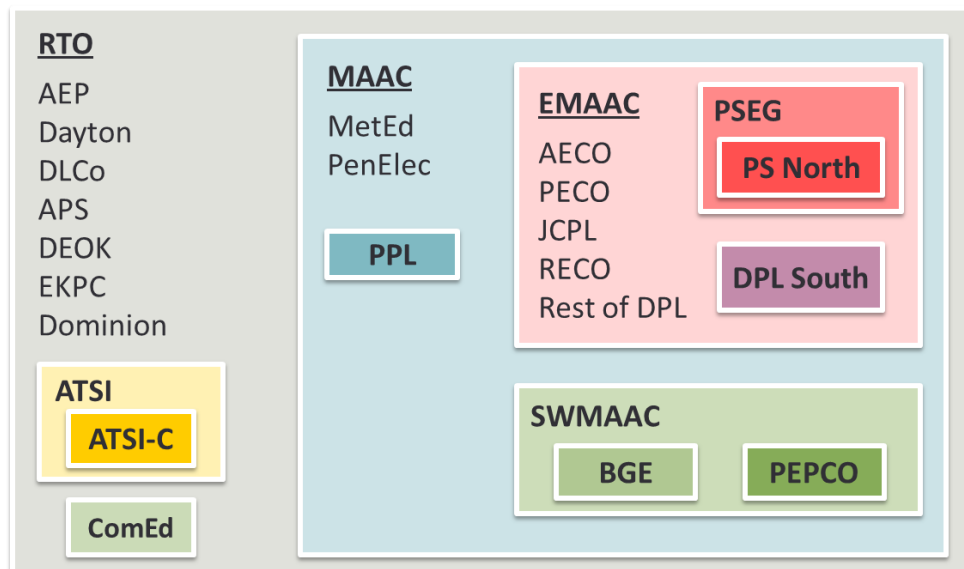 RTO
AEP
Dayton
DLCo
APS
DEOK
EKPC
Dominion
ATSI
ATSI-C
ComEd
MAAC
MetEd
PenElec
PPL
EMAAC
AECO
PECO
JCPL
RECO
Rest of DPL
PSEG
PS North
DPL South
SWMAAC
BGE
PEPCO